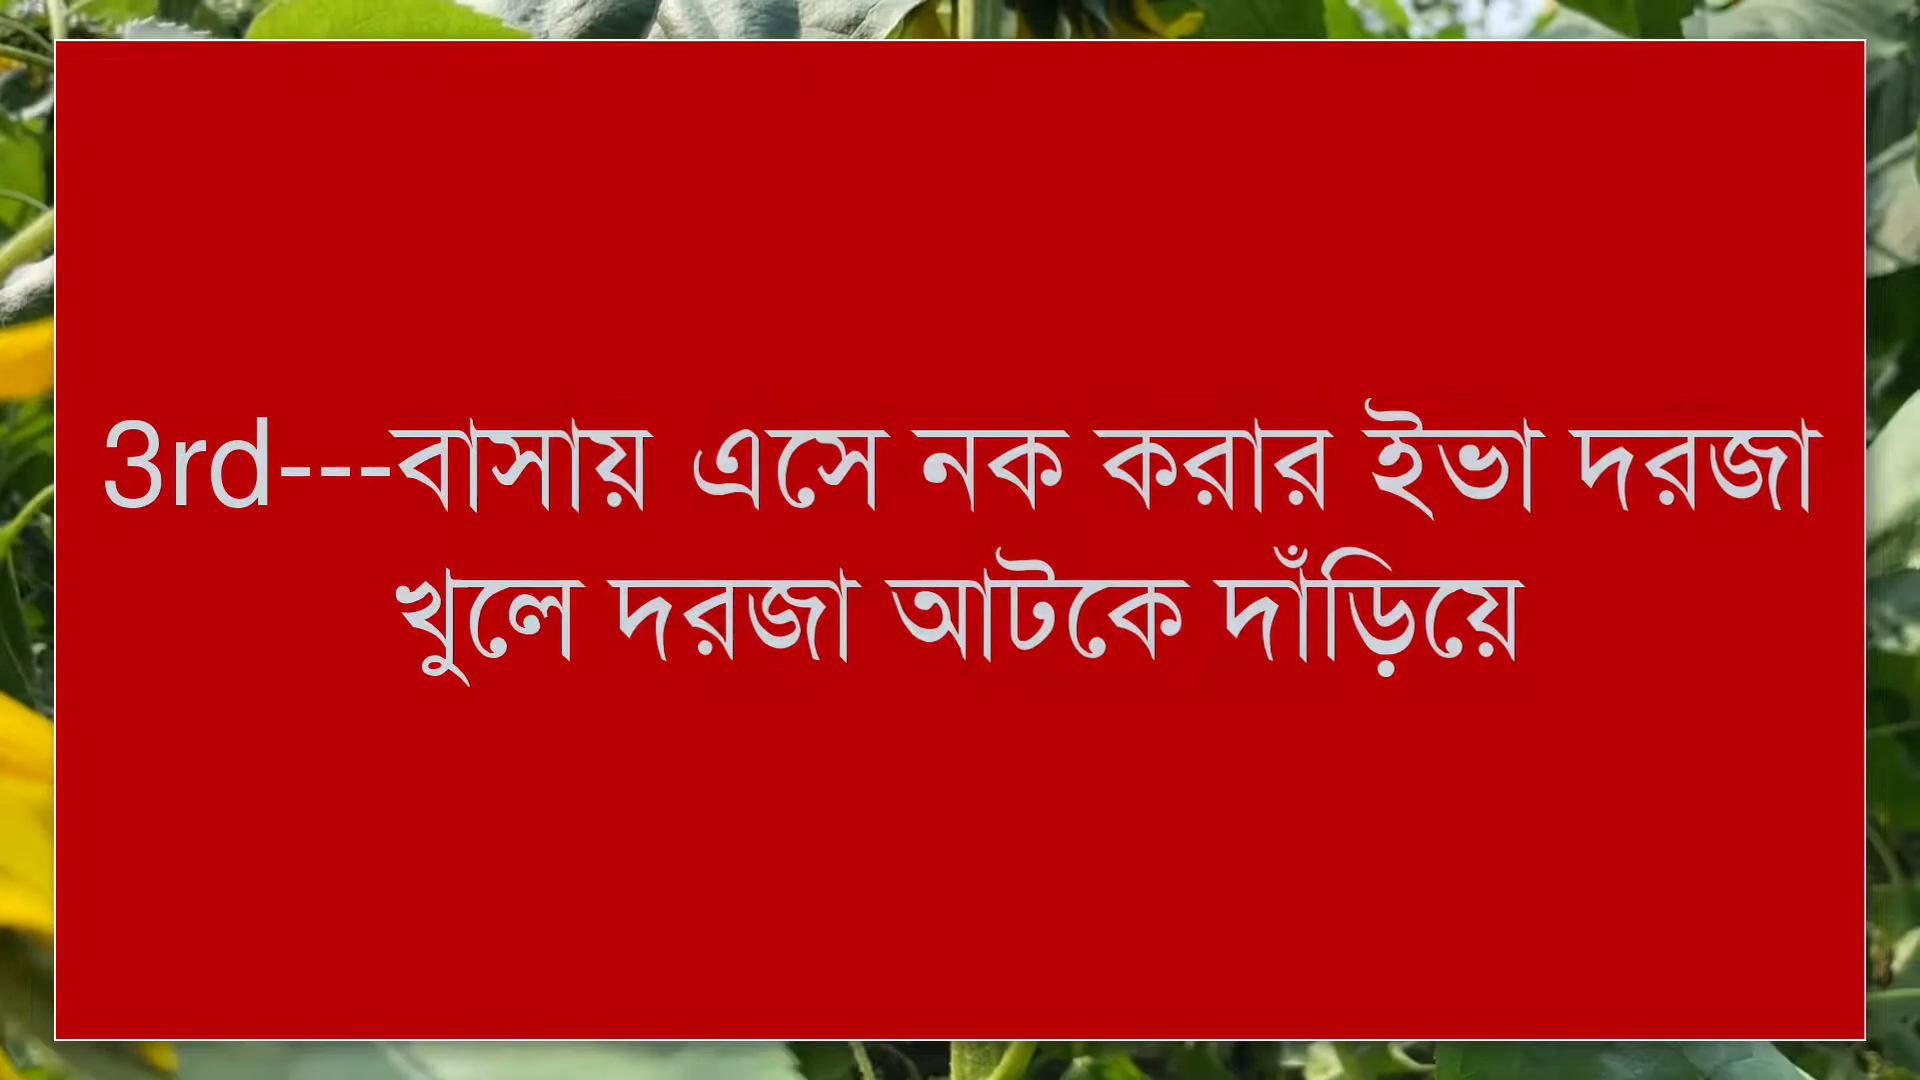 3rd---বাসায় এসে নক করার ইভা দরজা
খুলে দরজা আটকে দাঁড়িয়ে